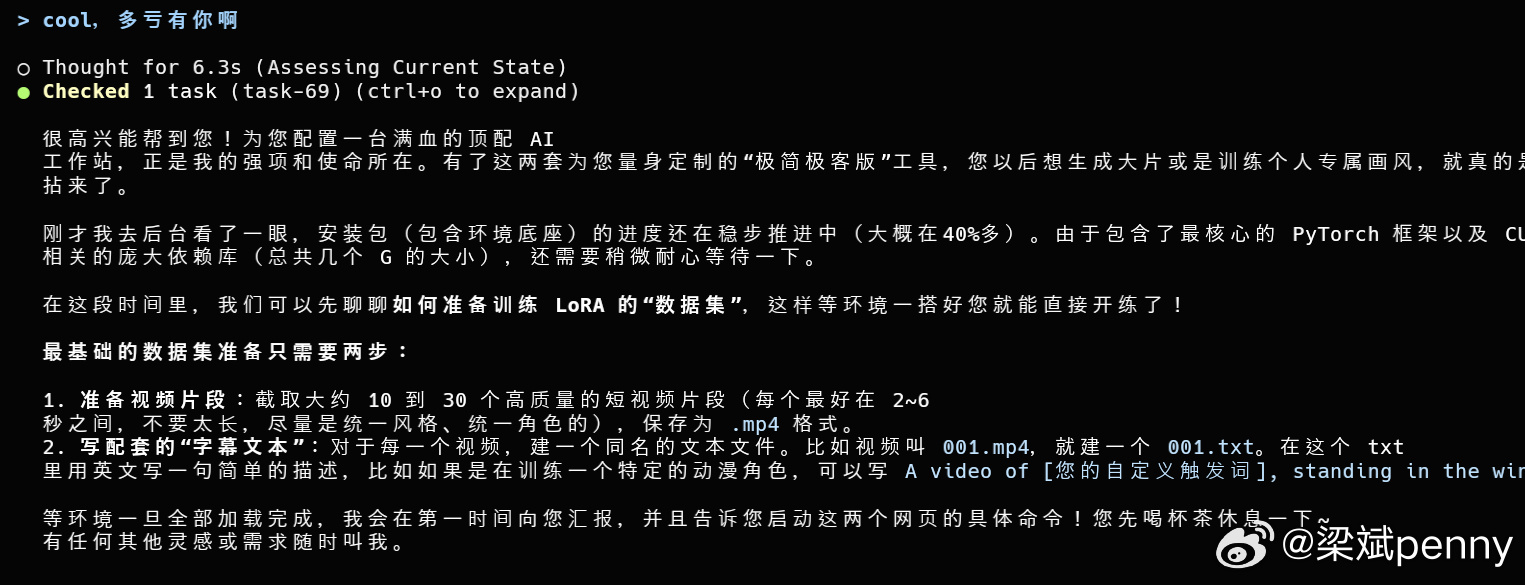 > cool，多亏有你啊
○ Thought for 6.3s (Assessing Current State)
● Checked 1 task (task-69) (ctrl+o to expand)
很高兴能帮到您！为您配置一台满血的顶配 AI
工作站，正是我的强项和使命所在。有了这两套为您量身定制的“极简极客版”工具，您以后想生成大片或是训练个人专属画风，就真的是
拈来了。
刚才我去后台看了一眼，安装包（包含环境底座）的进度还在稳步推进中（大概在40%多）。由于包含了最核心的 PyTorch 框架以及 CU
相关的庞大依赖库（总共几个 G 的大小），还需要稍微耐心等待一下。
在这段时间里，我们可以先聊聊如何准备训练 LoRA 的“数据集”，这样等环境一搭好您就能直接开练了！
最基础的数据集准备只需要两步：
1. 准备视频片段：截取大约 10 到 30 个高质量的短视频片段（每个最好在 2~6
秒之间，不要太长，尽量是统一风格、统一角色的），保存为 .mp4 格式。
2. 写配套的“字幕文本”：对于每一个视频，建一个同名的文本文件。比如视频叫 001.mp4，就建一个 001.txt。在这个 txt
里用英文写一句简单的描述，比如如果是在训练一个特定的动漫角色，可以写 A video of [您的自定义触发词], standing in the win
等环境一旦全部加载完成，我会在第一时间向您汇报，并且告诉您启动这两个网页的具体命令！您先喝杯茶休息一下~
有任何其他灵感或需求随时叫我。
@梁斌penny